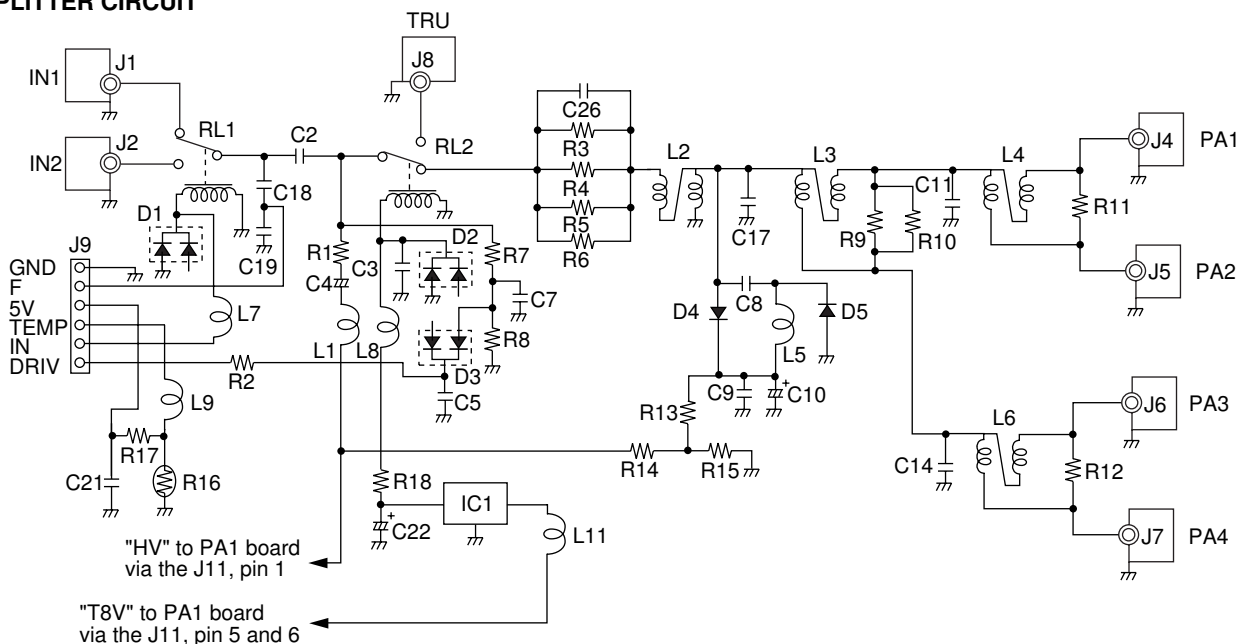 PLITTER CIRCUIT
TRU
J1
IN1
J8
J2
IN2
RL1
C2
RL2
C26
R3
R4
R5
R6
L2
L3
L4
J4
PA1
C18
C19
D1
J9
GND
F
5V
TEMP
IN
DRIV
L7
R1
C3
C4
D2
R7
C7
R8
C17
R9
R10
C11
R11
J5
PA2
L1
L8
D3
C5
R2
L9
D4
C8
L5
D5
C9
C10
R13
R14
R15
R17
R16
C21
R18
IC1
C22
L11
L6
C14
J6
PA3
R12
J7
PA4
"HV" to PA1 board
via the J11, pin 1
"T8V" to PA1 board
via the J11, pin 5 and 6
+
+